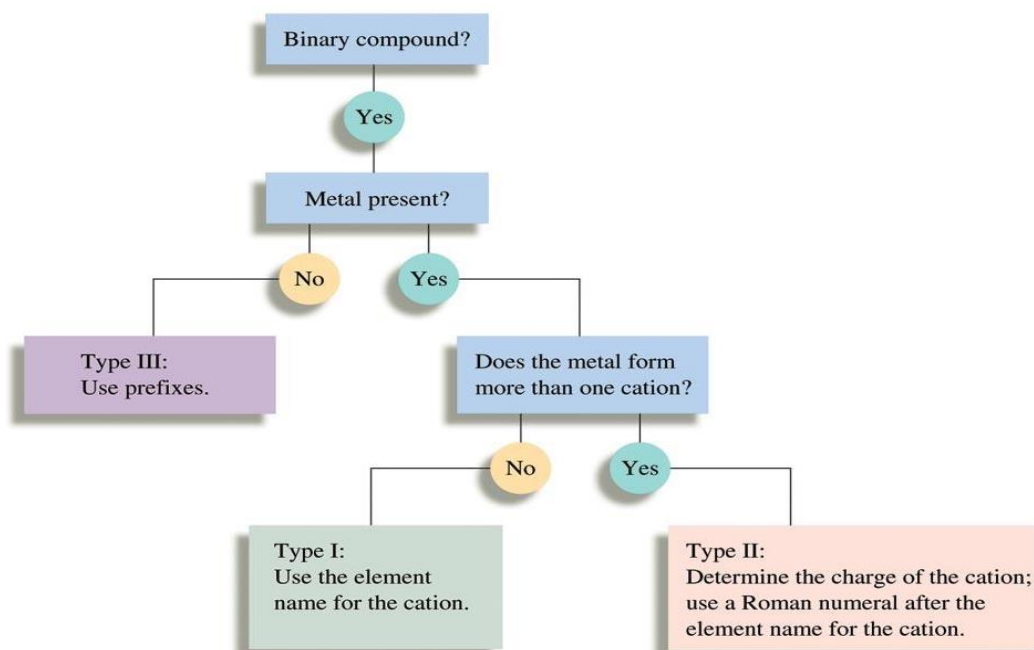 Binary compound?
Yes
Metal present?
No
Yes
Type III:
Use prefixes.
Does the metal form
more than one cation?
No
Yes
Type I:
Use the element
name for the cation.
Type II:
Determine the charge of the cation;
use a Roman numeral after the
element name for the cation.